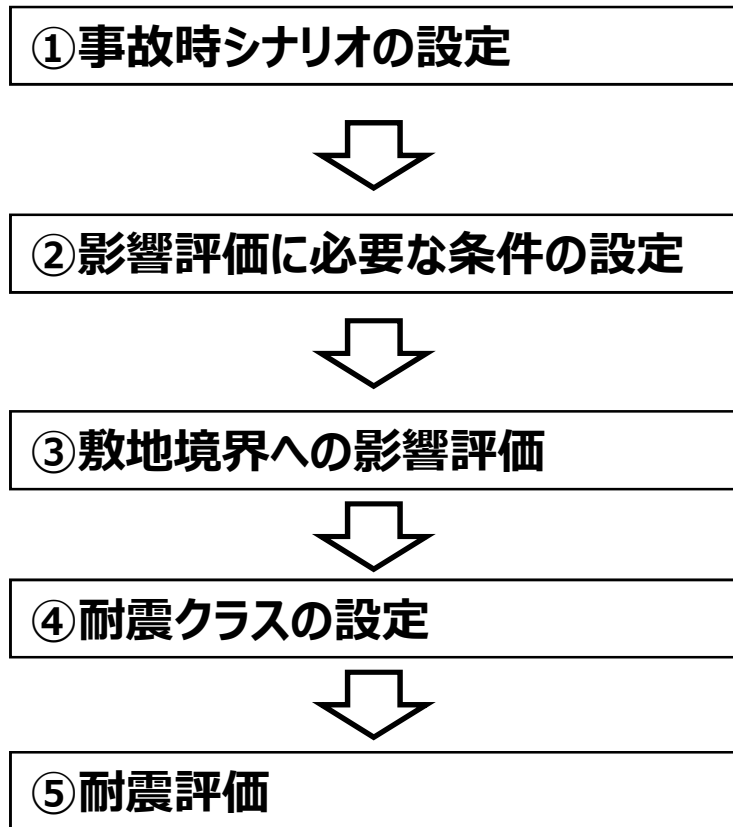 ①事故時シナリオの設定
②影響評価に必要な条件の設定
③敷地境界への影響評価
④耐震クラスの設定
⑤耐震評価